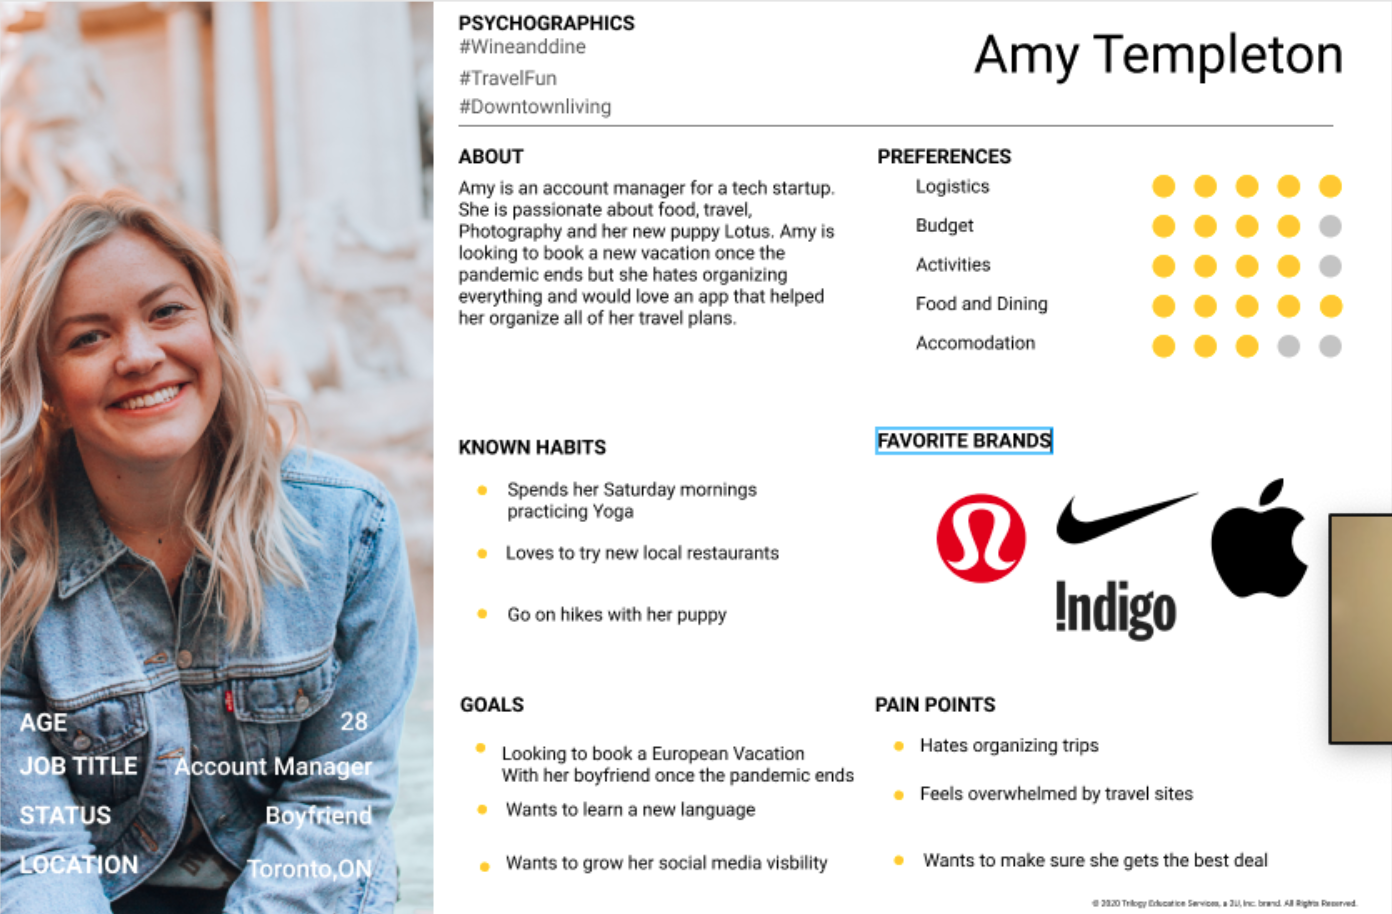 PSYCHOGRAPHICS
#Wineanddine
#TravelFun
#Downtownliving
Amy Templeton
ABOUT
Amy is an account manager for a tech startup.
She is passionate about food, travel,
Photography and her new puppy Lotus. Amy is
looking to book a new vacation once the
pandemic ends but she hates organizing
everything and would love an app that helped
her organize all of her travel plans.
PREFERENCES
Logistics
Budget
Activities
Food and Dining
Accomodation
KNOWN HABITS
Spends her Saturday mornings
practicing Yoga
Loves to try new local restaurants
Go on hikes with her puppy
FAVORITE BRANDS
!ndigo
GOALS
Looking to book a European Vacation
With her boyfriend once the pandemic ends
Wants to learn a new language
Wants to grow her social media visbility
PAIN POINTS
Hates organizing trips
Feels overwhelmed by travel sites
Wants to make sure she gets the best deal
AGE 28
JOB TITLE Account Manager
STATUS Boyfriend
LOCATION Toronto,ON
© 2020 Trilogy Education Services, a 2U, Inc. brand. All Rights Reserved.